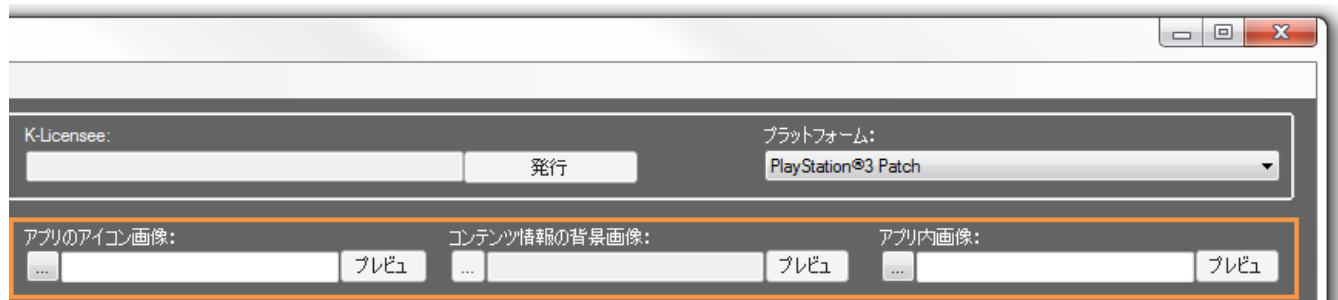 K-Licensee:
プラットフォーム:
発行
PlayStation®3 Patch
アプリのアイコン画像:
コンテンツ情報の背景画像:
アプリ内画像:
...
プレビュ
...
プレビュ
...
プレビュ